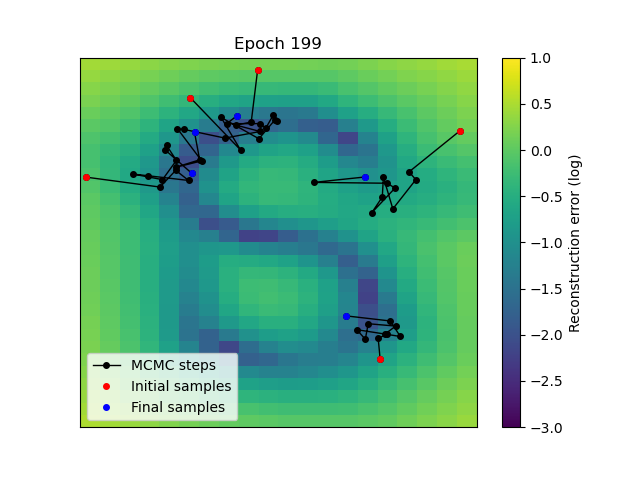 Epoch 199
MCMC steps
Initial samples
Final samples
1.0
0.5
0.0
−0.5
−1.0
−1.5
−2.0
−2.5
−3.0
Reconstruction error (log)